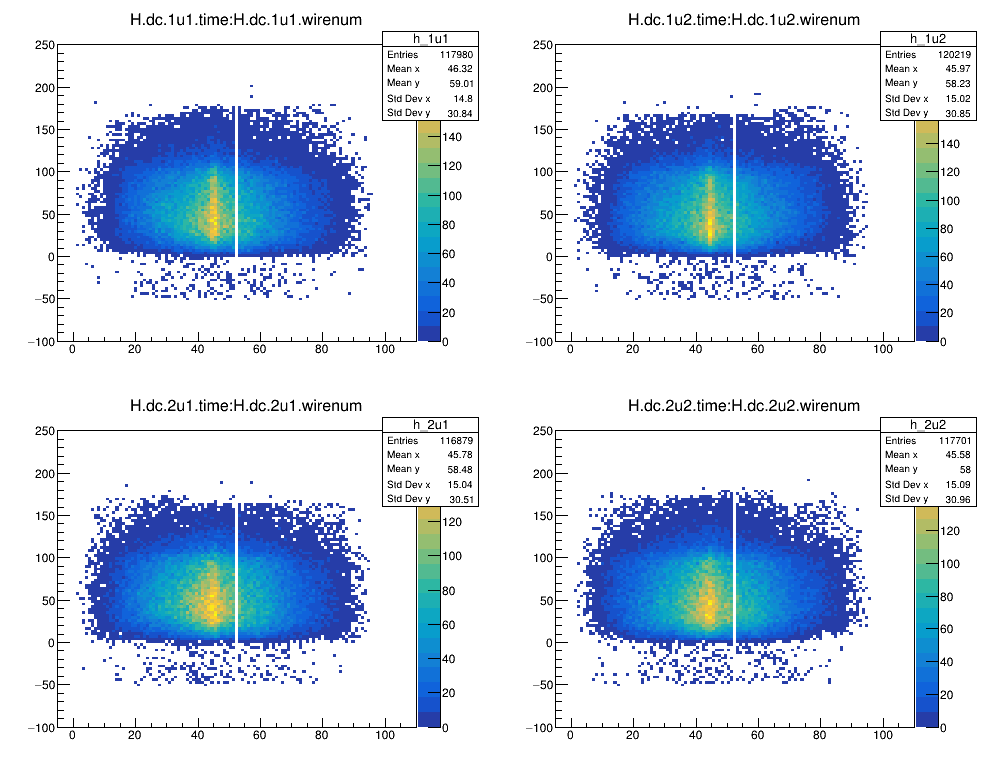 H.dc.1u1.time:H.dc.1u1.wirenum
h_1u1
Entries 117980
Mean x 46.32
Mean y 59.01
Std Dev x 14.8
Std Dev y 30.84
250
200
150
100
50
0
−50
−100
0 20 40 60 80 100
140
120
100
80
60
40
20
0
H.dc.1u2.time:H.dc.1u2.wirenum
h_1u2
Entries 120219
Mean x 45.97
Mean y 58.23
Std Dev x 15.02
Std Dev y 30.85
250
200
150
100
50
0
−50
−100
0 20 40 60 80 100
140
120
100
80
60
40
20
0
H.dc.2u1.time:H.dc.2u1.wirenum
h_2u1
Entries 116879
Mean x 45.78
Mean y 58.48
Std Dev x 15.04
Std Dev y 30.51
250
200
150
100
50
0
−50
−100
0 20 40 60 80 100
120
100
80
60
40
20
0
H.dc.2u2.time:H.dc.2u2.wirenum
h_2u2
Entries 117701
Mean x 45.58
Mean y 58
Std Dev x 15.09
Std Dev y 30.96
250
200
150
100
50
0
−50
−100
0 20 40 60 80 100
120
100
80
60
40
20
0